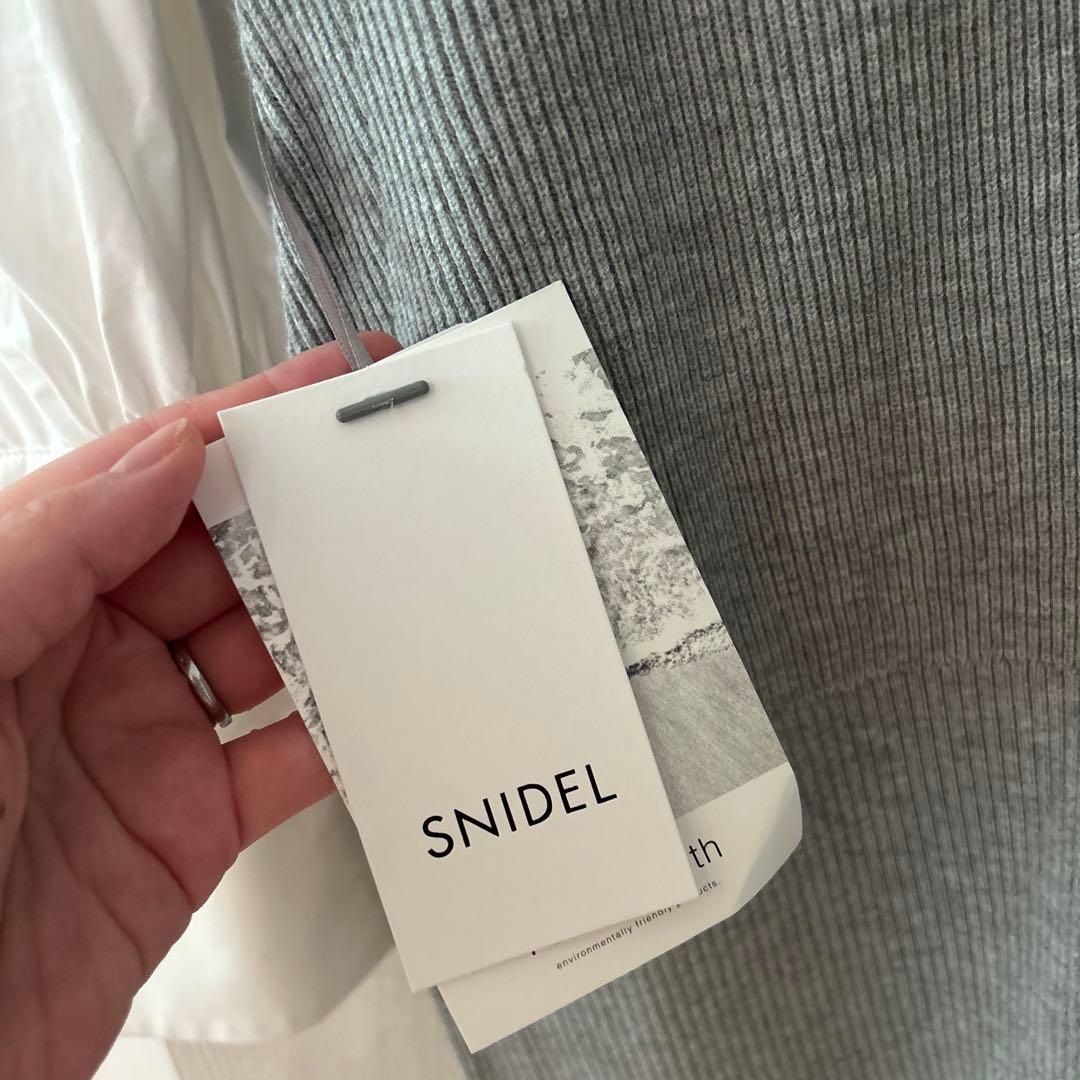 SNIDEL
th
environmentally friendly